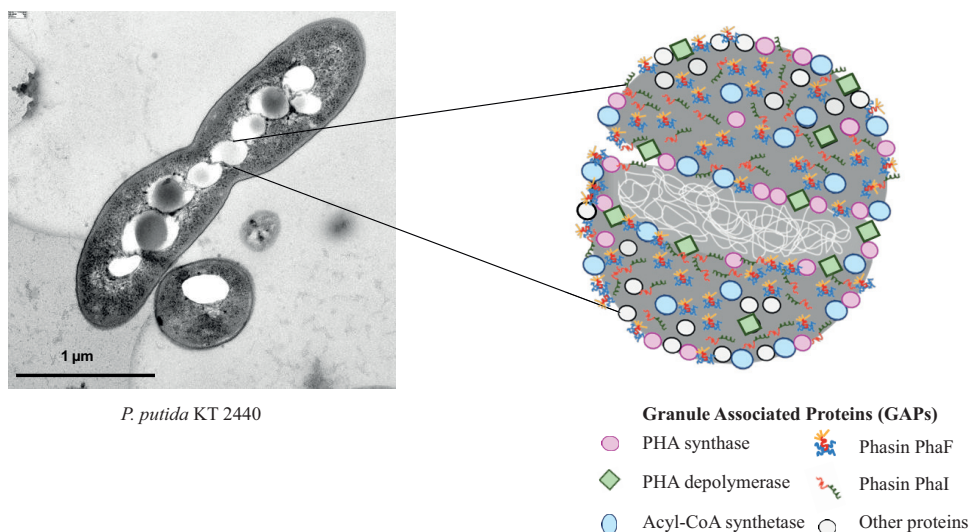 1 µm
P. putida KT 2440
Granule Associated Proteins (GAPs)
PHA synthase
Phasin PhaF
PHA depolymerase
Phasin PhaI
Acyl-CoA synthetase
Other proteins